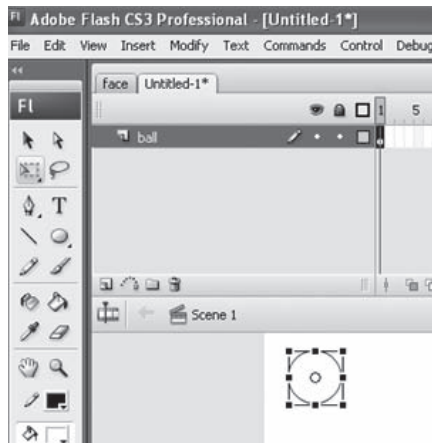 Fl Adobe Flash CS3 Professional - [Untitled-1*]
File Edit View Insert Modify Text Commands Control Debug
face Untitled-1*
Fl
1 5
ball
T
Scene 1